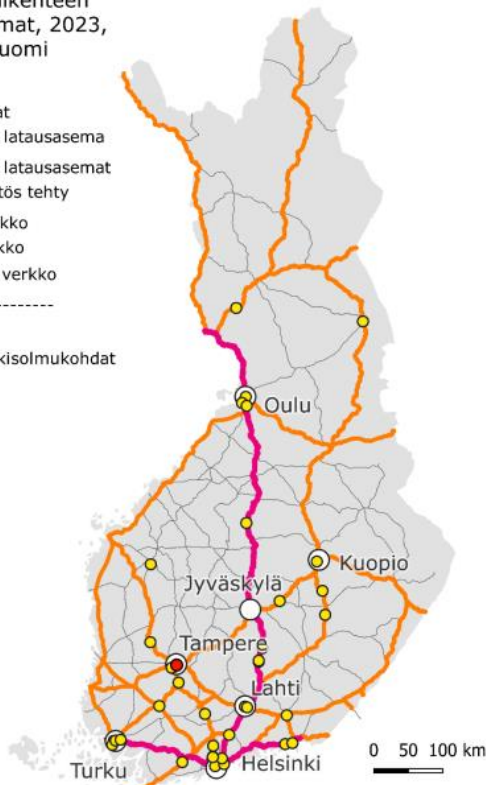 mat, 2023,
uomi
at
latausasema
latausasemat
tös tehty
kko
kko
verkko
--------
kisolmukohdat
Oulu
Kuopio
Jyväskylä
Tampere
Lahti
Turku
Helsinki
0 50 100 km